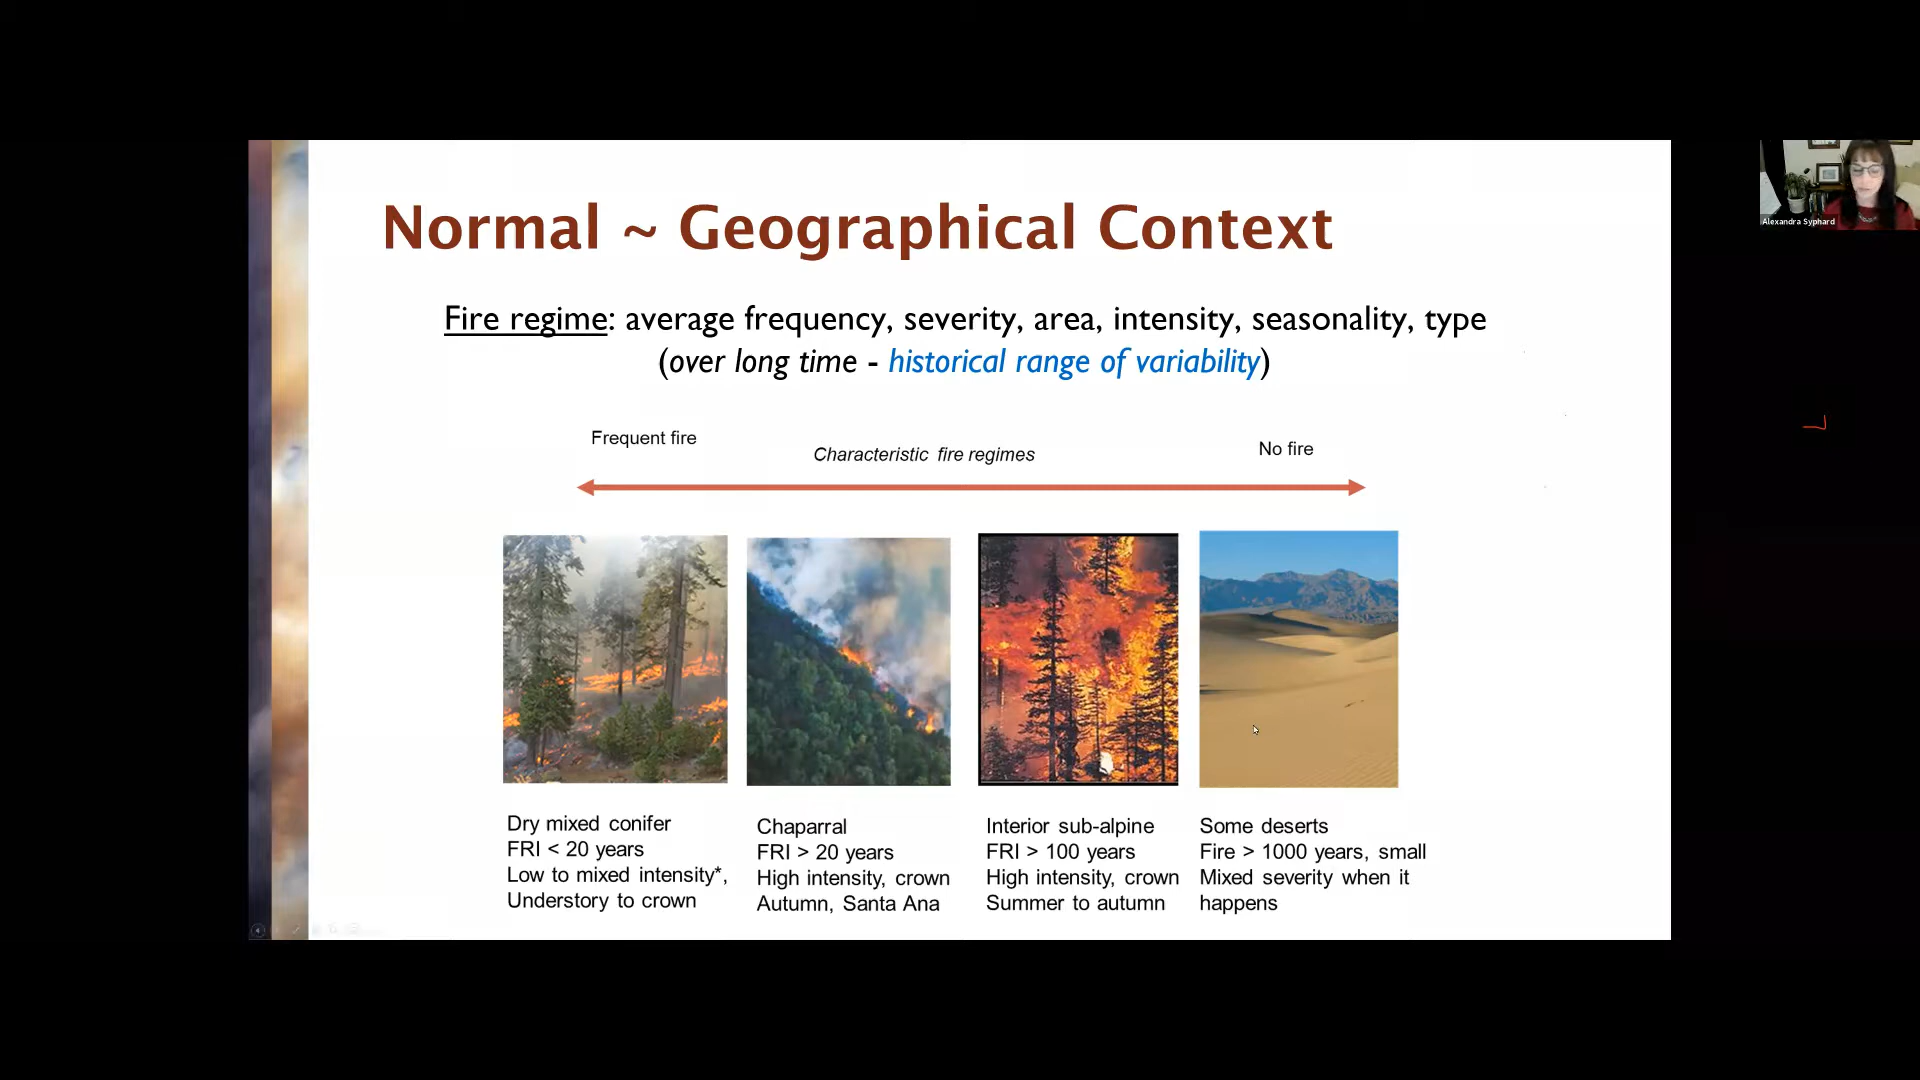 Normal ~ Geographical Context
Alexandra Syphard
Fire regime: average frequency, severity, area, intensity, seasonality, type
(over long time - historical range of variability)
Frequent fire
Characteristic fire regimes
No fire
Dry mixed conifer
FRI < 20 years
Low to mixed intensity*,
Understory to crown
Chaparral
FRI > 20 years
High intensity, crown
Autumn, Santa Ana
Interior sub-alpine
FRI > 100 years
High intensity, crown
Summer to autumn
Some deserts
Fire > 1000 years, small
Mixed severity when it
happens